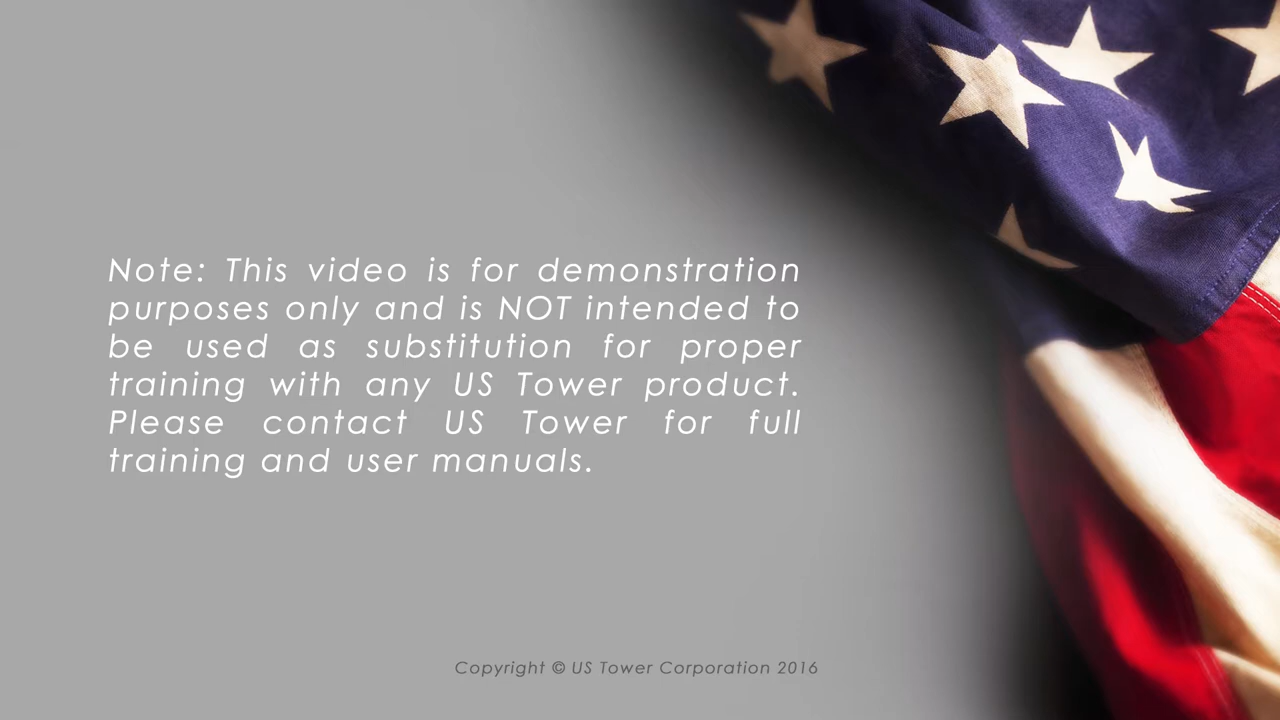 Note: This video is for demonstration
purposes only and is NOT intended to
be used as substitution for proper
training with any US Tower product.
Please contact US Tower for full
training and user manuals.
Copyright © US Tower Corporation 2016